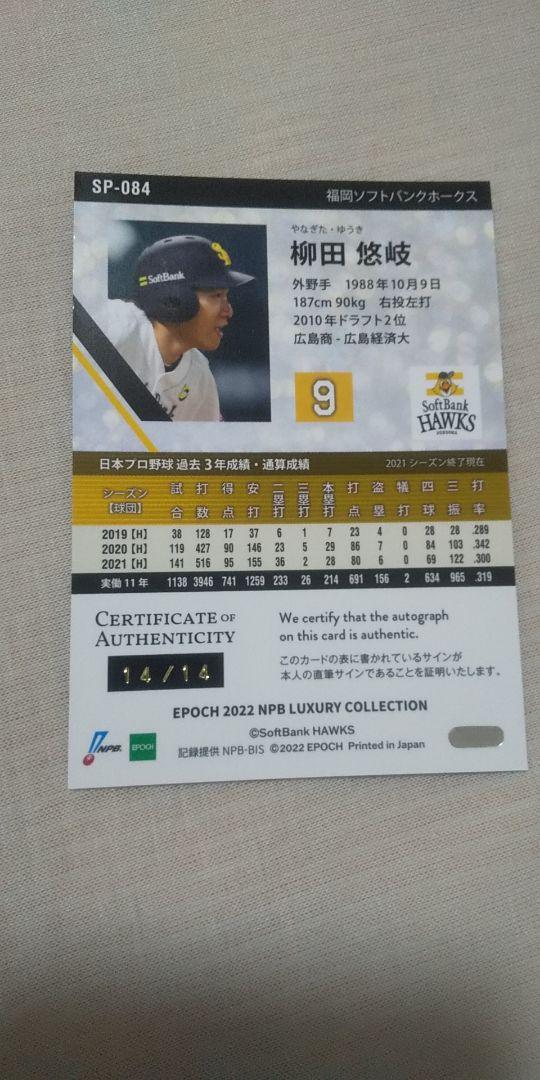 SP-084
福岡ソフトバンクホークス
やなぎた・ゆうき
柳田 悠岐
外野手 1988年10月9日
187cm 90kg 右投左打
2010年ドラフト2位
広島商 - 広島経済大
SoftBank
9
SoftBank
HAWKS
FUKUOKA
日本プロ野球 過去3年成績・通算成績 2021 シーズン終了現在
シーズン【球団】 試合 打数 得点 安打 二塁打 三塁打 本塁打 打点 盗塁 犠打 四球 三振 打率
2019 [H] 38 128 17 37 6 1 7 23 4 0 28 28 .289
2020 [H] 119 427 90 146 23 5 29 86 7 0 84 103 .342
2021 [H] 141 516 95 155 36 2 28 80 6 0 69 122 .300
実働 11 年 1138 3946 741 1259 233 26 214 691 156 2 634 965 .319
CERTIFICATE OF
AUTHENTICITY
14/14
We certify that the autograph
on this card is authentic.
このカードの表に書かれているサインが
本人の直筆サインであることを証明いたします。
EPOCH 2022 NPB LUXURY COLLECTION
©SoftBank HAWKS
記録提供 NPB-BIS ©2022 EPOCH Printed in Japan
NPB
EPOCH